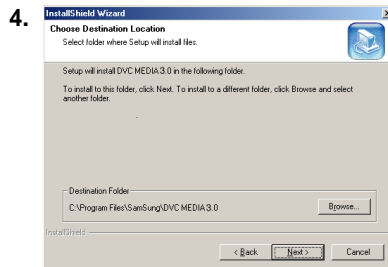 4.
InstallShield Wizard
Choose Destination Location
Select folder where Setup will install files.
Setup will install DVC MEDIA 3.0 in the following folder.
To install to this folder, click Next. To install to a different folder, click Browse and select
another folder.
Destination Folder
C:\Program Files\SamSung\DVC MEDIA 3.0
Browse...
InstallShield
< Back
Next >
Cancel